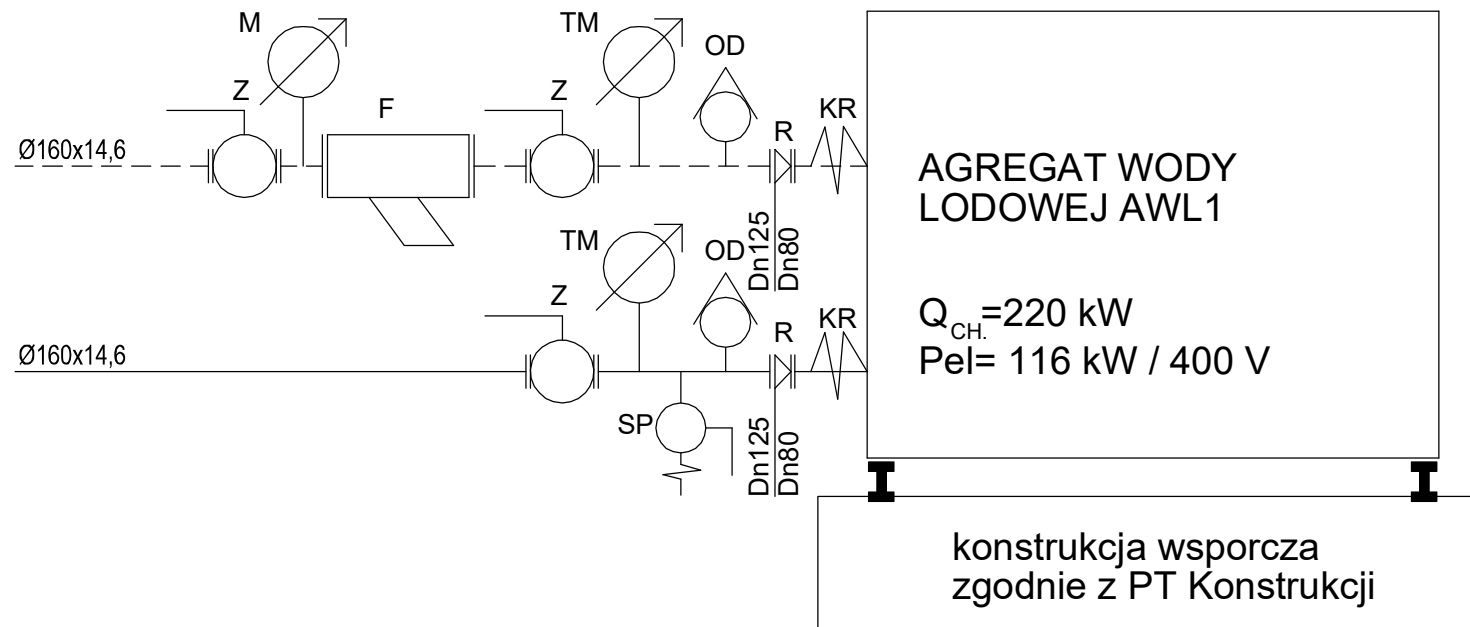 M
TM
OD
Z
F
Z
R
KR
Ø160x14,6
Dn125
Dn80
TM
OD
Z
R
KR
Ø160x14,6
SP
Dn125
Dn80
AGREGAT WODY
LODOWEJ AWL1
QCH.=220 kW
Pel= 116 kW / 400 V
konstrukcja wsporcza
zgodnie z PT Konstrukcji